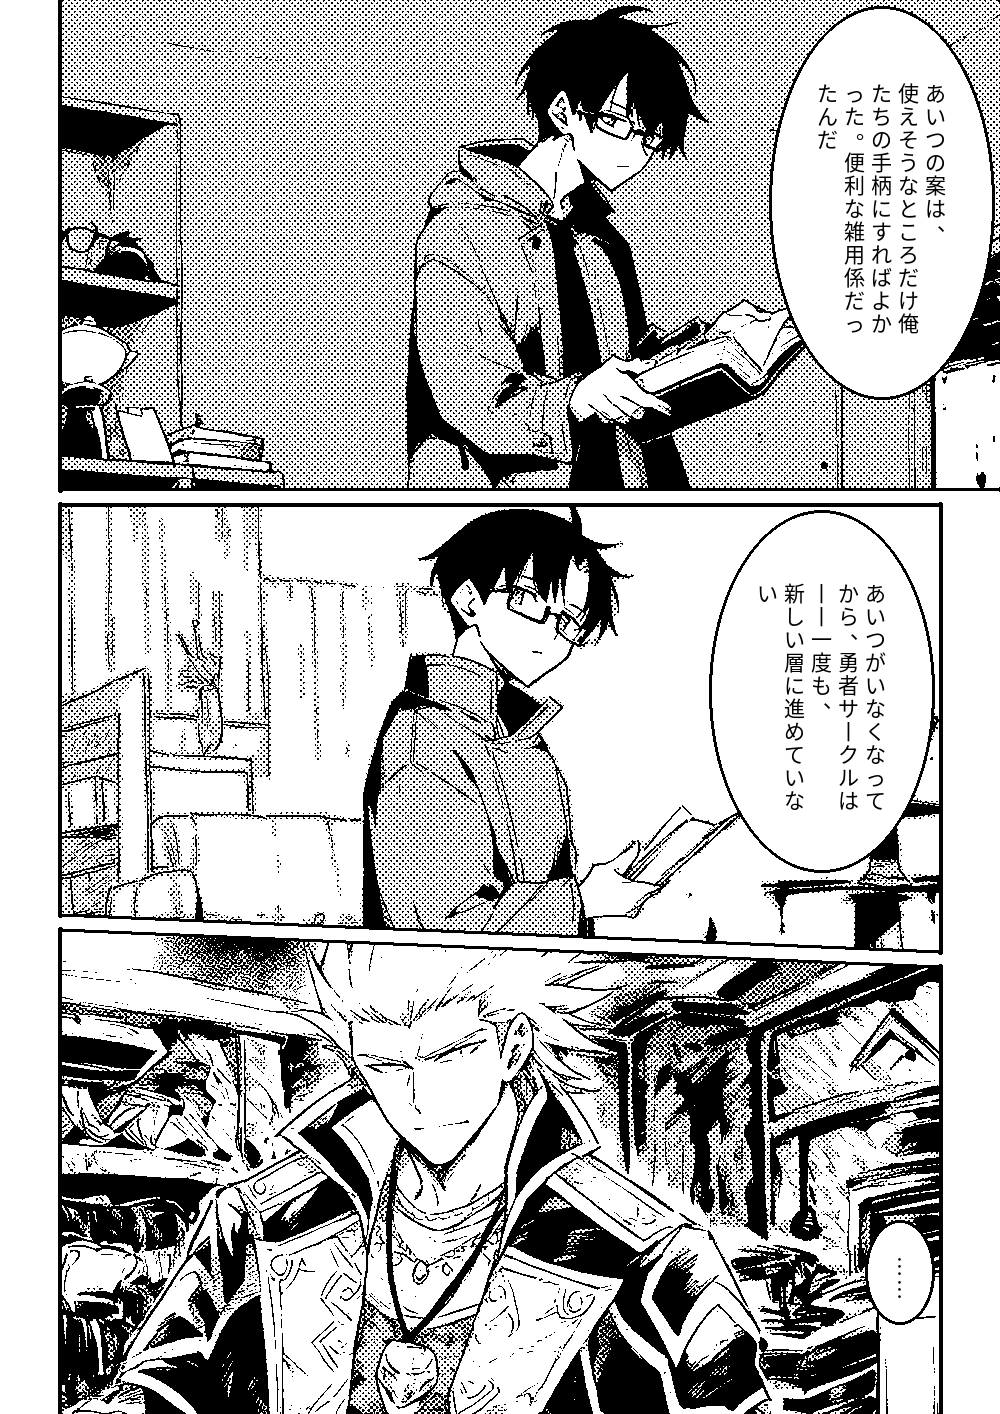 あいつの案は、
使えそうなところだけ俺
たちの手柄にすればよか
った。便利な雑用係だっ
たんだ
あいつがいなくなって
から、勇者サークルは
——一度も、
新しい層に進めていな
い
……